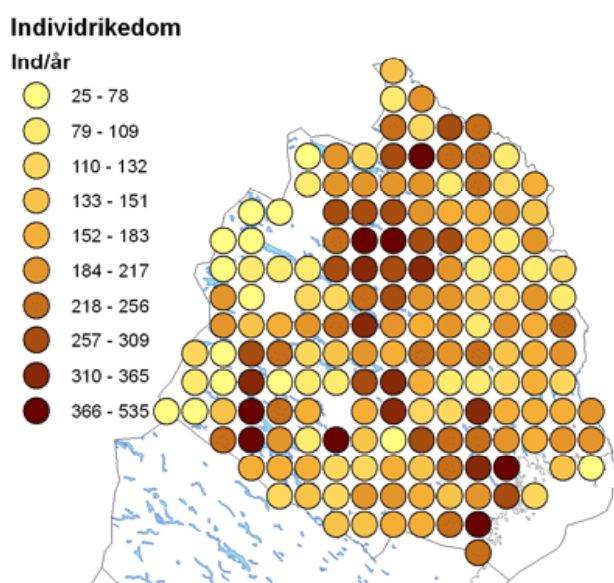 Individrikedom
Ind/år
25 - 78
79 - 109
110 - 132
133 - 151
152 - 183
184 - 217
218 - 256
257 - 309
310 - 365
366 - 535